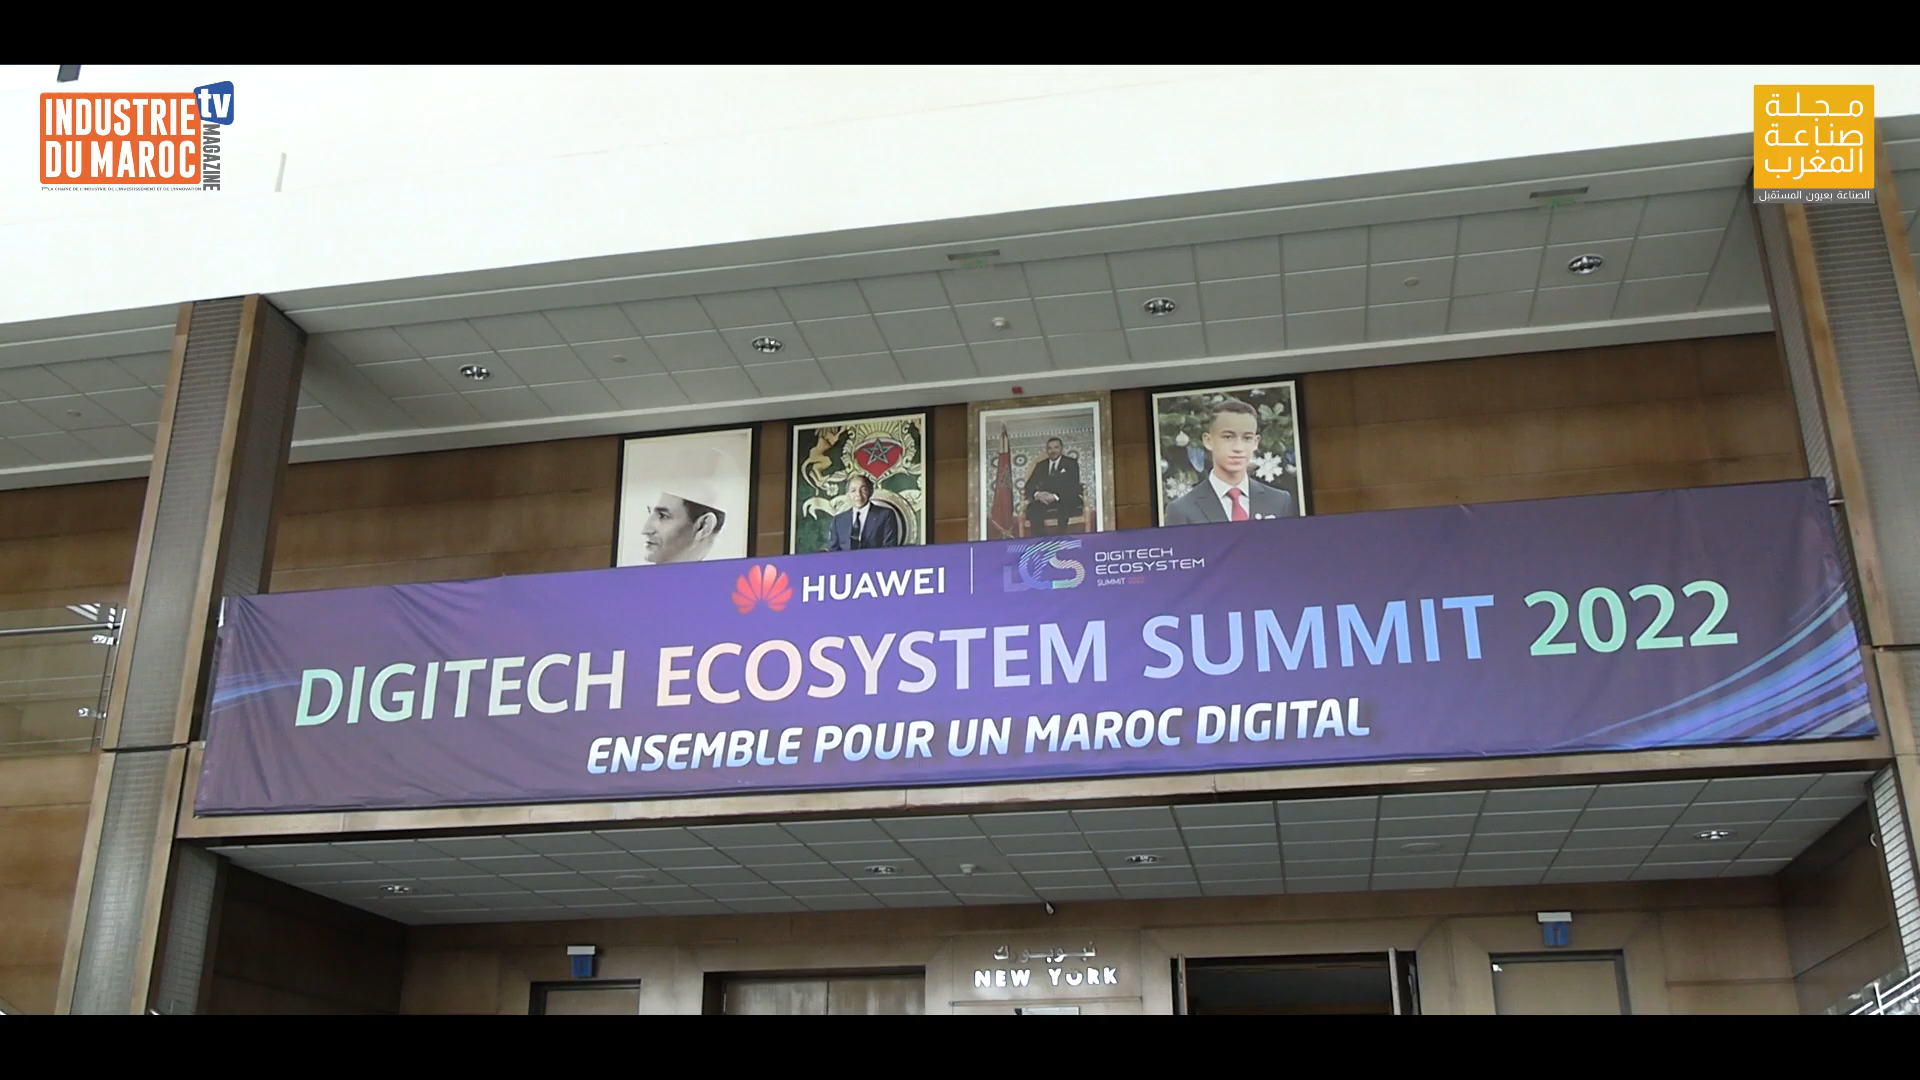 INDUSTRIE
DU MAROC
tv
MAGAZINE
مجلة
صناعة
المغرب
الصناعة بعيون المستقبل
HUAWEI
DIGITECH
ECOSYSTEM
SUMMIT 2022
DIGITECH ECOSYSTEM SUMMIT 2022
ENSEMBLE POUR UN MAROC DIGITAL
نيويورك
NEW YORK